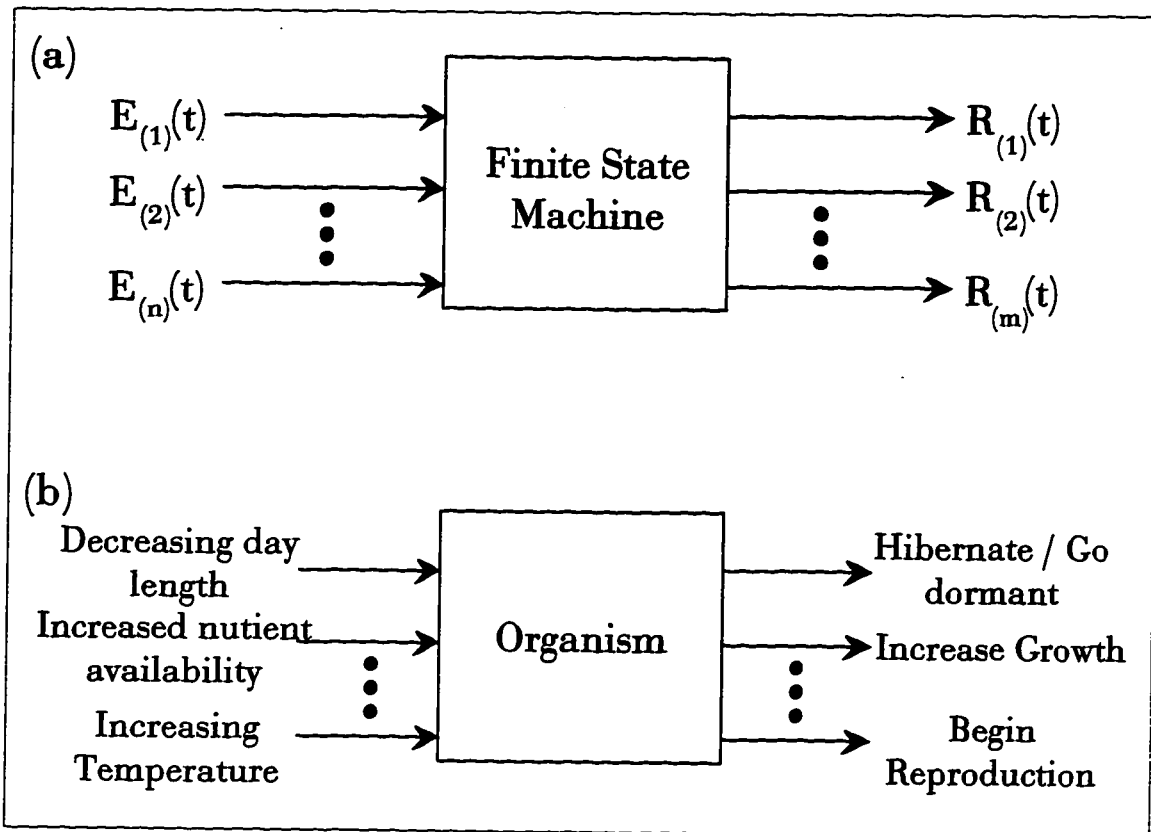 (a)
E(1)(t)
E(2)(t)
E(n)(t)
Finite State
Machine
R(1)(t)
R(2)(t)
R(m)(t)
(b)
Decreasing day
length
Increased nutient
availability
Increasing
Temperature
Organism
Hibernate / Go
dormant
Increase Growth
Begin
Reproduction